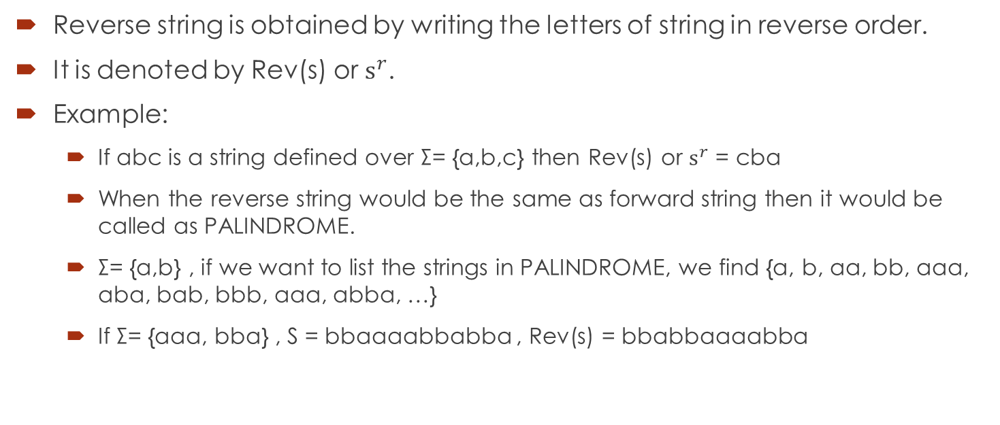 Reverse string is obtained by writing the letters of string in reverse order.
It is denoted by Rev(s) or sʳ.
Example:
If abc is a string defined over Σ= {a,b,c} then Rev(s) or sʳ = cba
When the reverse string would be the same as forward string then it would be
called as PALINDROME.
Σ= {a,b} , if we want to list the strings in PALINDROME, we find {a, b, aa, bb, aaa,
aba, bab, bbb, aaa, abba, …}
If Σ= {aaa, bba} , S = bbaaaabbabba , Rev(s) = bbabbaaaabba